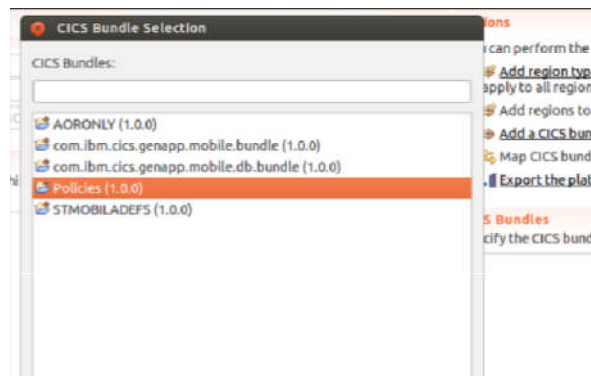 CICS Bundle Selection
CICS Bundles:
AORONLY (1.0.0)
com.ibm.cics.genapp.mobile.bundle (1.0.0)
com.ibm.cics.genapp.mobile.db.bundle (1.0.0)
Policies (1.0.0)
STMOBILADEFS (1.0.0)
ions
can perform the
Add region typ
apply to all region
Add regions to
Add a CICS bun
Map CICS bund
Export the plat
S Bundles
cify the CICS bund